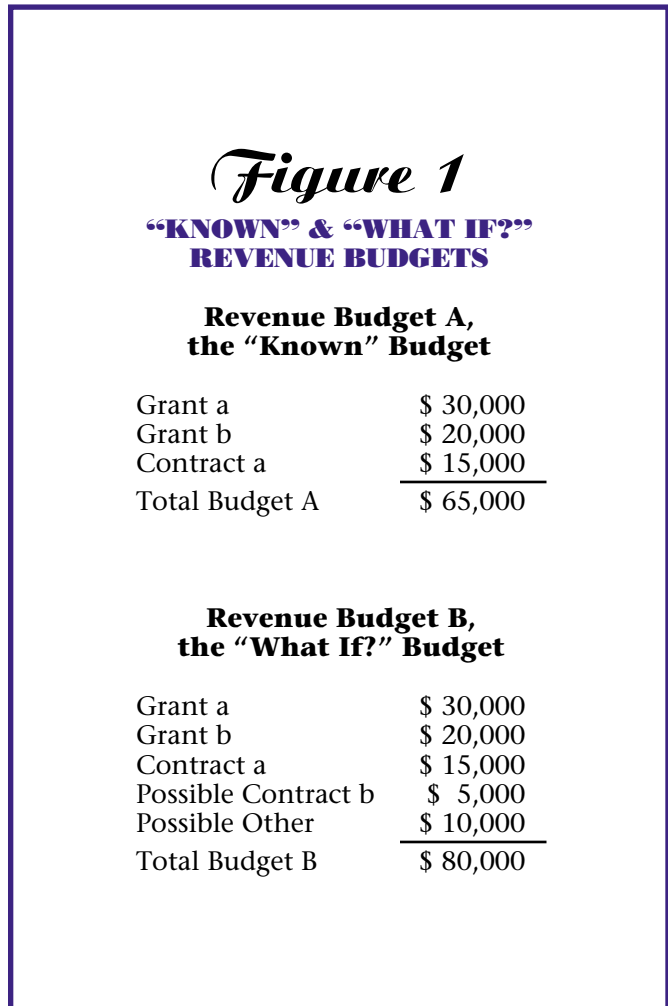 Figure 1
“KNOWN” & “WHAT IF?”
REVENUE BUDGETS
Revenue Budget A,
the “Known” Budget
Grant a $ 30,000
Grant b $ 20,000
Contract a $ 15,000
Total Budget A $ 65,000
Revenue Budget B,
the “What If?” Budget
Grant a $ 30,000
Grant b $ 20,000
Contract a $ 15,000
Possible Contract b $ 5,000
Possible Other $ 10,000
Total Budget B $ 80,000